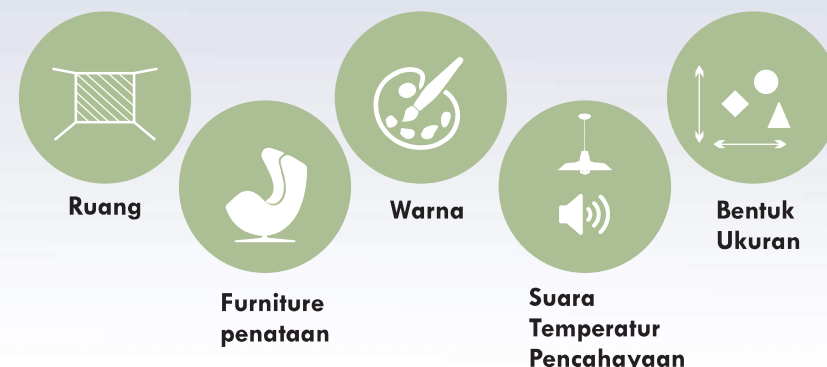 Ruang
Furniture
penataan
Warna
Suara
Temperatur
Pencahayaan
Bentuk
Ukuran